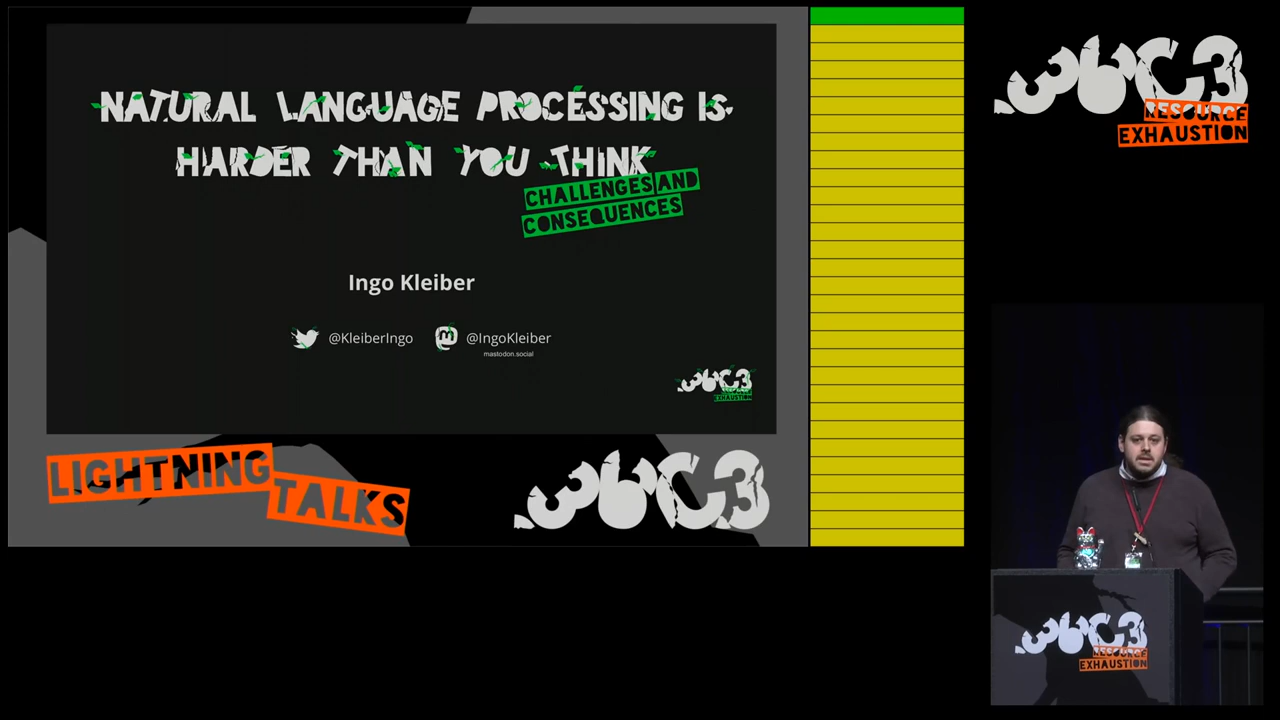 NATURAL LANGUAGE PROCESSING IS
HARDER THAN YOU THINK
CHALLENGES AND
CONSEQUENCES
Ingo Kleiber
@KleiberIngo
@IngoKleiber
mastodon.social
36C3
EXHAUSTION
LIGHTNING
TALKS
36C3
36C3
RESOURCE
EXHAUSTION
36C3
RESOURCE
EXHAUSTION